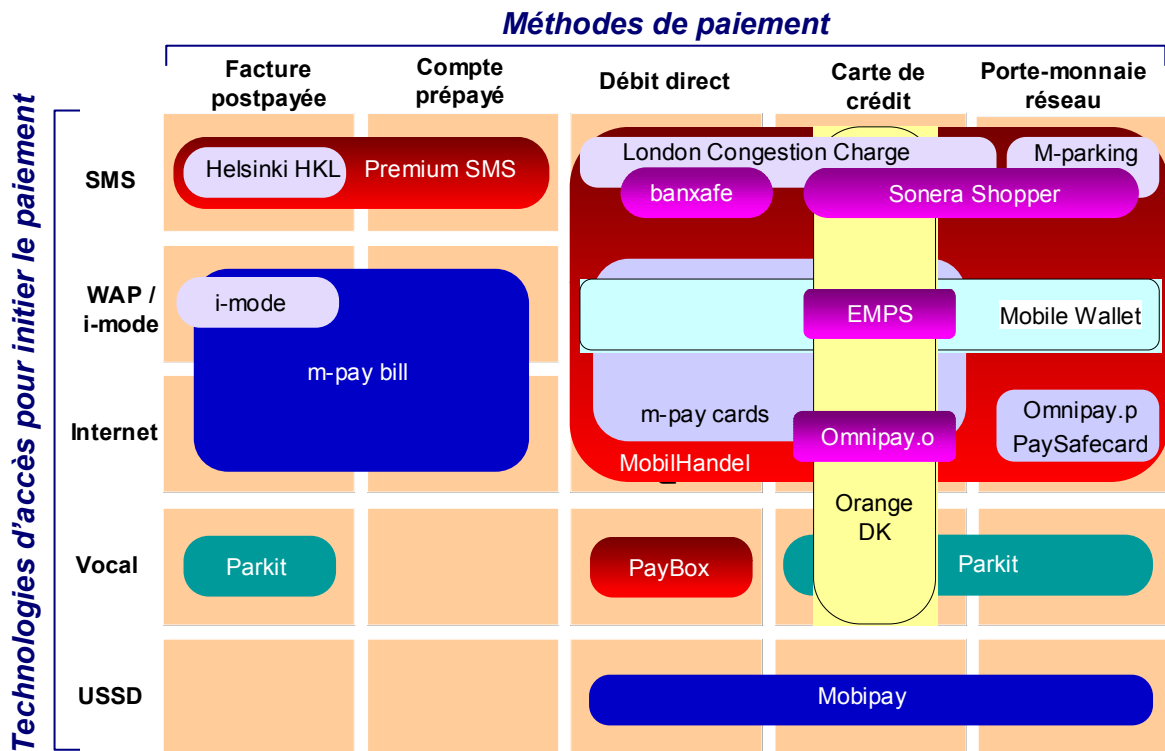 Méthodes de paiement
Facture
postpayée
Compte
prépayé
Débit direct
Carte de
crédit
Porte-monnaie
réseau
Technologies d'accès pour initier le paiement
SMS
Helsinki HKL
Premium SMS
London Congestion Charge
M-parking
banxafe
Sonera Shopper
WAP /
i-mode
i-mode
EMPS
Mobile Wallet
m-pay bill
Internet
m-pay cards
Omnipay.o
Omnipay.p
PaySafecard
MobilHandel
Orange
DK
Vocal
Parkit
PayBox
Parkit
USSD
Mobipay